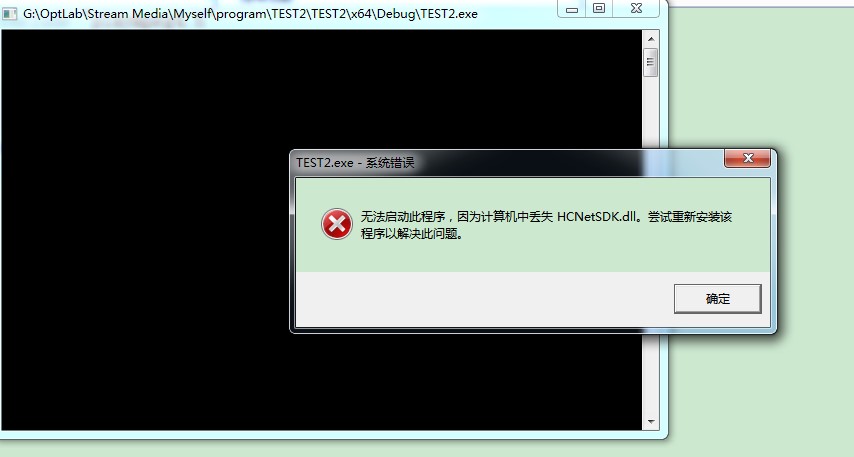 G:\OptLab\Stream Media\Myself\program\TEST2\TEST2\x64\Debug\TEST2.exe
TEST2.exe - 系统错误
无法启动此程序，因为计算机中丢失 HCNetSDK.dll。尝试重新安装该
程序以解决此问题。
确定